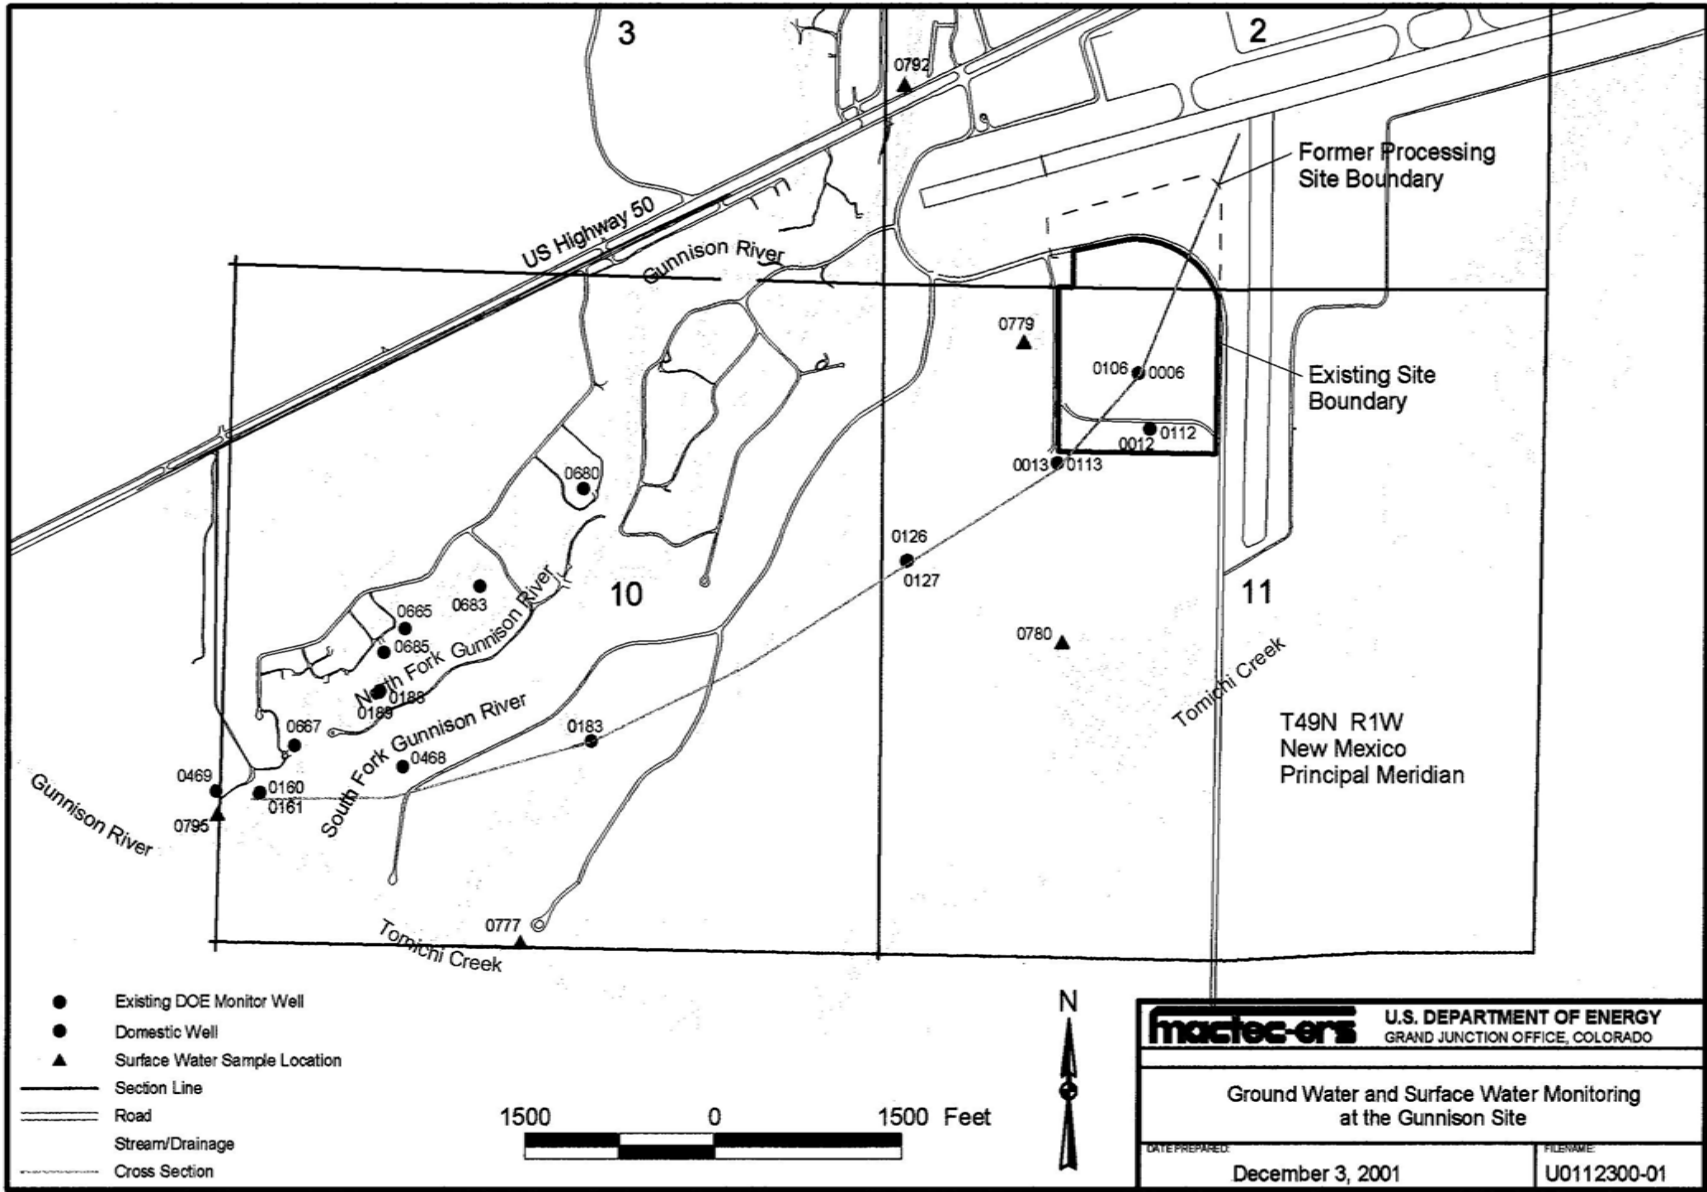 3
2
0792
Former Processing
Site Boundary
US Highway 50
Gunnison River
0779
0106
0006
Existing Site
Boundary
0112
0012
0013
0113
0680
0126
0127
10
11
0683
0665
0685
North Fork Gunnison River
0188
0189
0780
Tomichi Creek
South Fork Gunnison River
0183
0667
0468
0469
0160
0161
0795
Gunnison River
T49N R1W
New Mexico
Principal Meridian
0777
Tomichi Creek
Existing DOE Monitor Well
Domestic Well
Surface Water Sample Location
Section Line
Road
Stream/Drainage
Cross Section
1500 0 1500 Feet
N
mactec-ers
U.S. DEPARTMENT OF ENERGY
GRAND JUNCTION OFFICE, COLORADO
Ground Water and Surface Water Monitoring
at the Gunnison Site
DATE PREPARED:
December 3, 2001
FILENAME:
U0112300-01